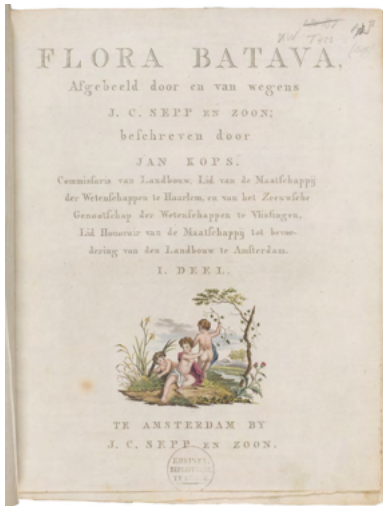 FLORA BATAVA,
Afgebeeld door en van wegens
J. C. SEPP EN ZOON;
befchreven door
JAN KOPS.
Commisfaris van Landbouw, Lid van de Maatfchappij
der Wetenfchappen te Haarlem, en van het Zeeuwfche
Genootfchap der Wetenfchappen te Vlisfingen,
Lid Honorair van de Maatfchappij tot bevor-
dering van den Landbouw te Amfterdam.
I. DEEL.
TE AMSTERDAM BY
J. C. SEPP EN ZOON.